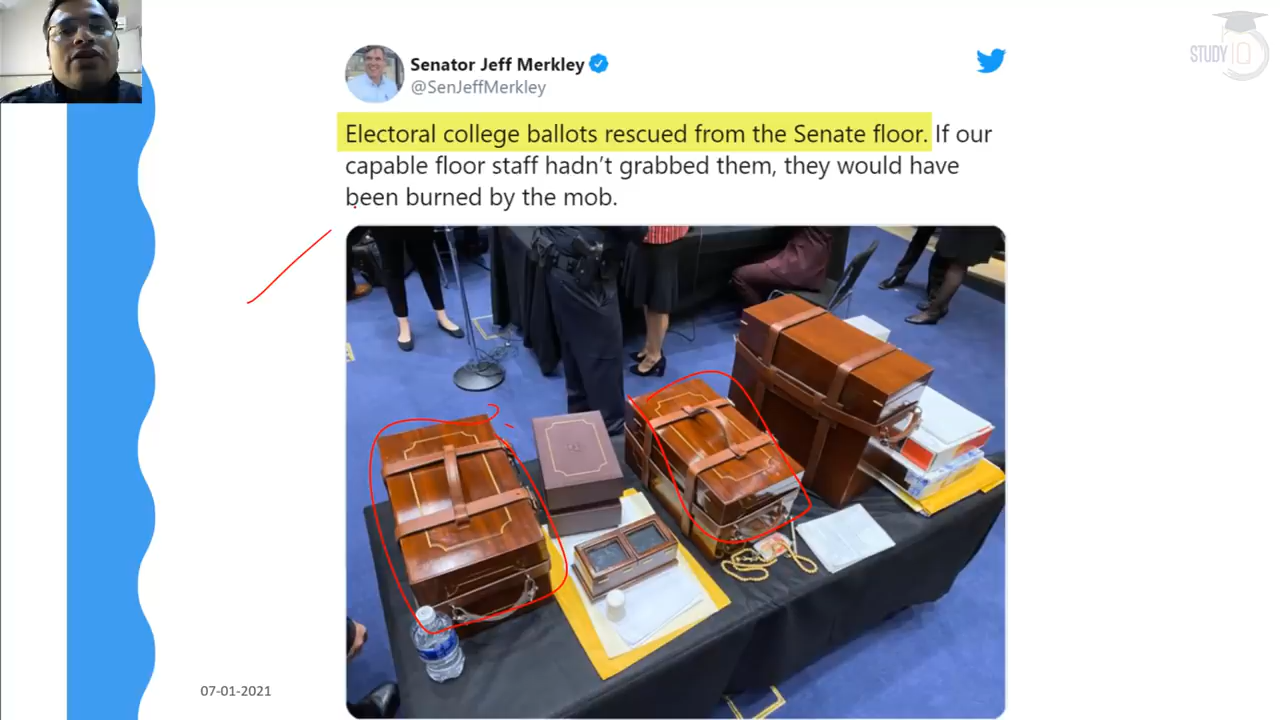 Senator Jeff Merkley
@SenJeffMerkley
STUDY IQ
Electoral college ballots rescued from the Senate floor. If our
capable floor staff hadn’t grabbed them, they would have
been burned by the mob.
07-01-2021